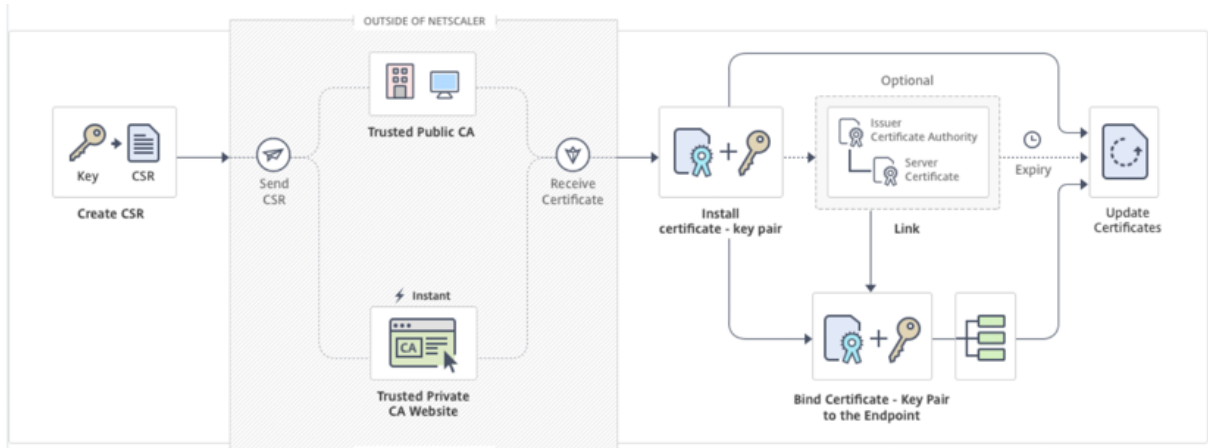 OUTSIDE OF NETSCALER
Key
CSR
Create CSR
Send
CSR
Trusted Public CA
Instant
CA
Trusted Private
CA Website
Receive
Certificate
Install
certificate - key pair
Optional
Issuer
Certificate Authority
Server
Certificate
Link
Expiry
Update
Certificates
Bind Certificate - Key Pair
to the Endpoint